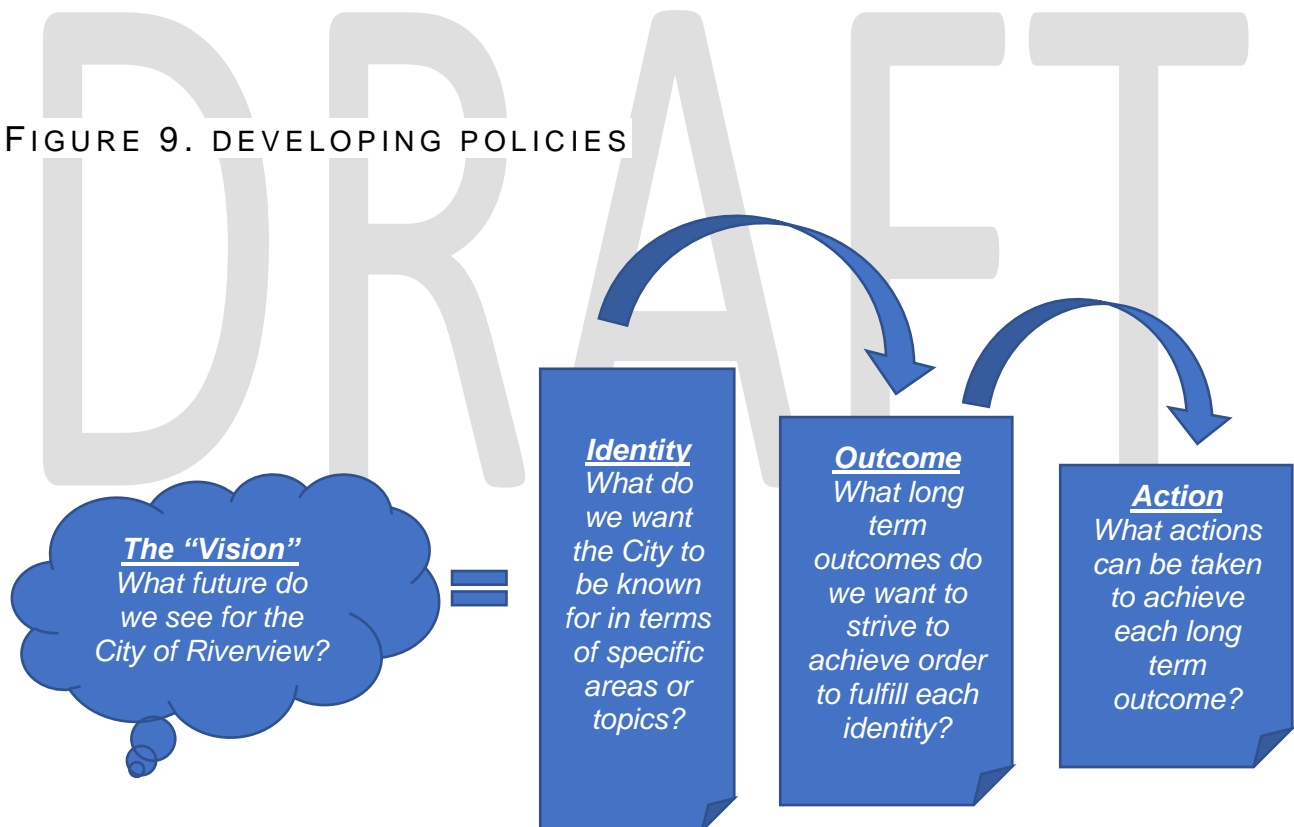 DRAFT
FIGURE 9. DEVELOPING POLICIES
The “Vision”
What future do
we see for the
City of Riverview?
=
Identity
What do
we want
the City to
be known
for in terms
of specific
areas or
topics?
Outcome
What long
term
outcomes do
we want to
strive to
achieve order
to fulfill each
identity?
Action
What actions
can be taken
to achieve
each long
term
outcome?